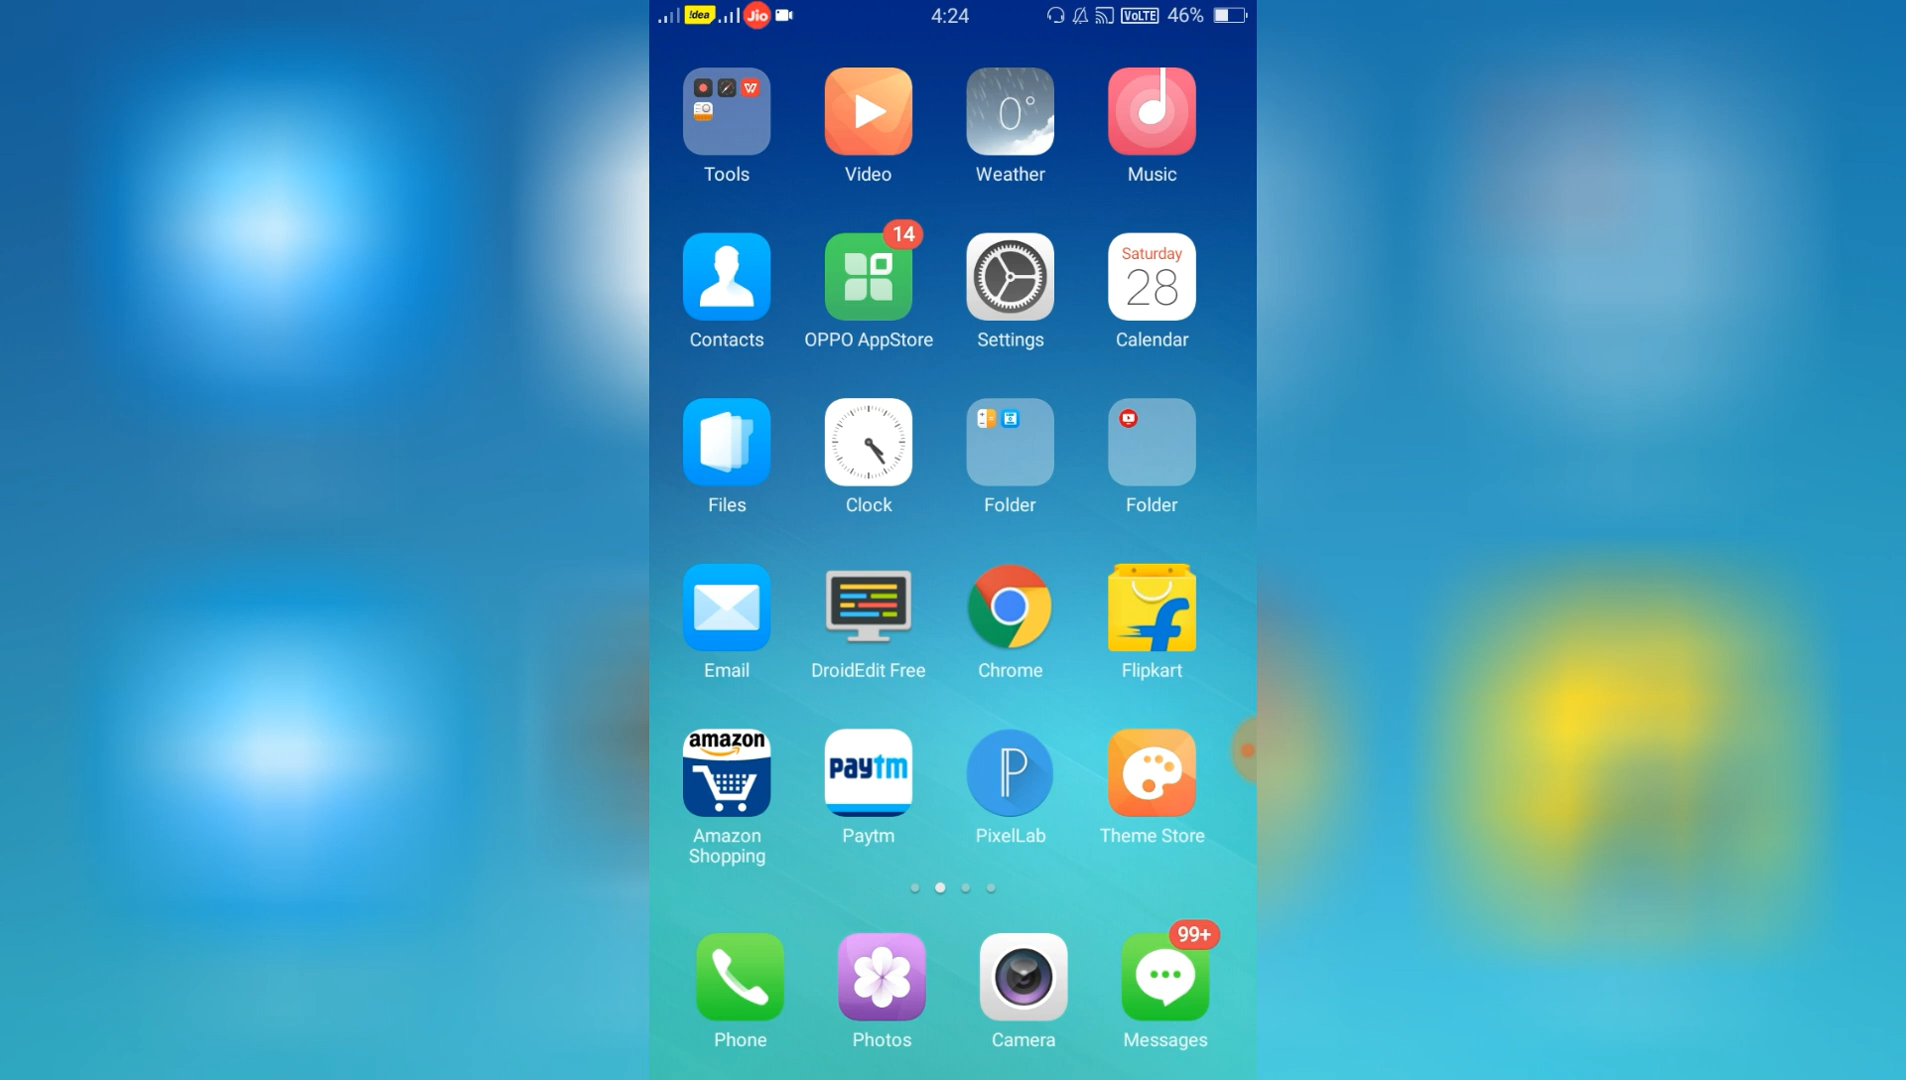 !dea Jio 4:24 VoLTE 46%
0°
Tools Video Weather Music
14
Saturday
28
Contacts OPPO AppStore Settings Calendar
Files Clock Folder Folder
Email DroidEdit Free Chrome Flipkart
amazon paytm P
Amazon Shopping Paytm PixelLab Theme Store
99+
Phone Photos Camera Messages